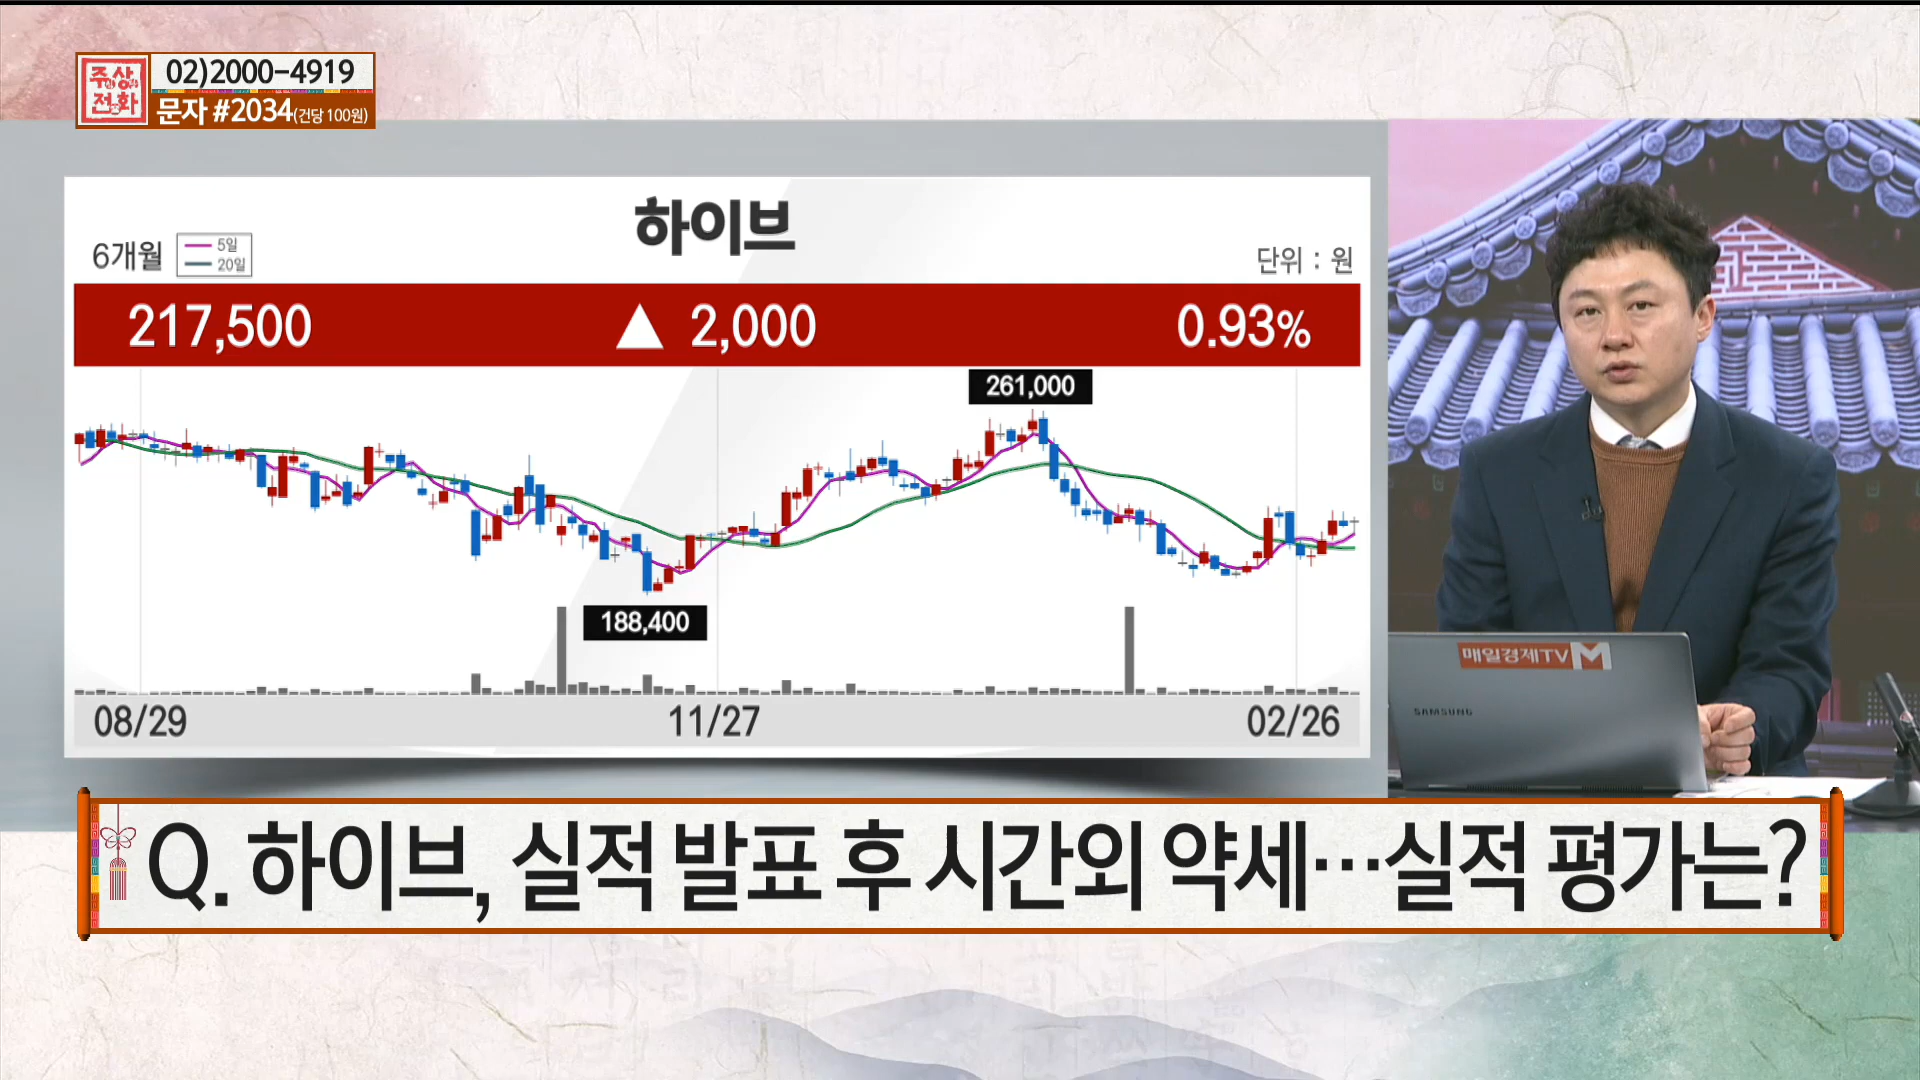 주상
전화
02)2000-4919
문자 #2034(건당 100원)
하이브
6개월
5일
20일
단위 : 원
217,500 ▲ 2,000 0.93%
261,000
188,400
08/29 11/27 02/26
매일경제TV M
SAMSUNG
Q. 하이브, 실적 발표 후 시간외 약세…실적 평가는?